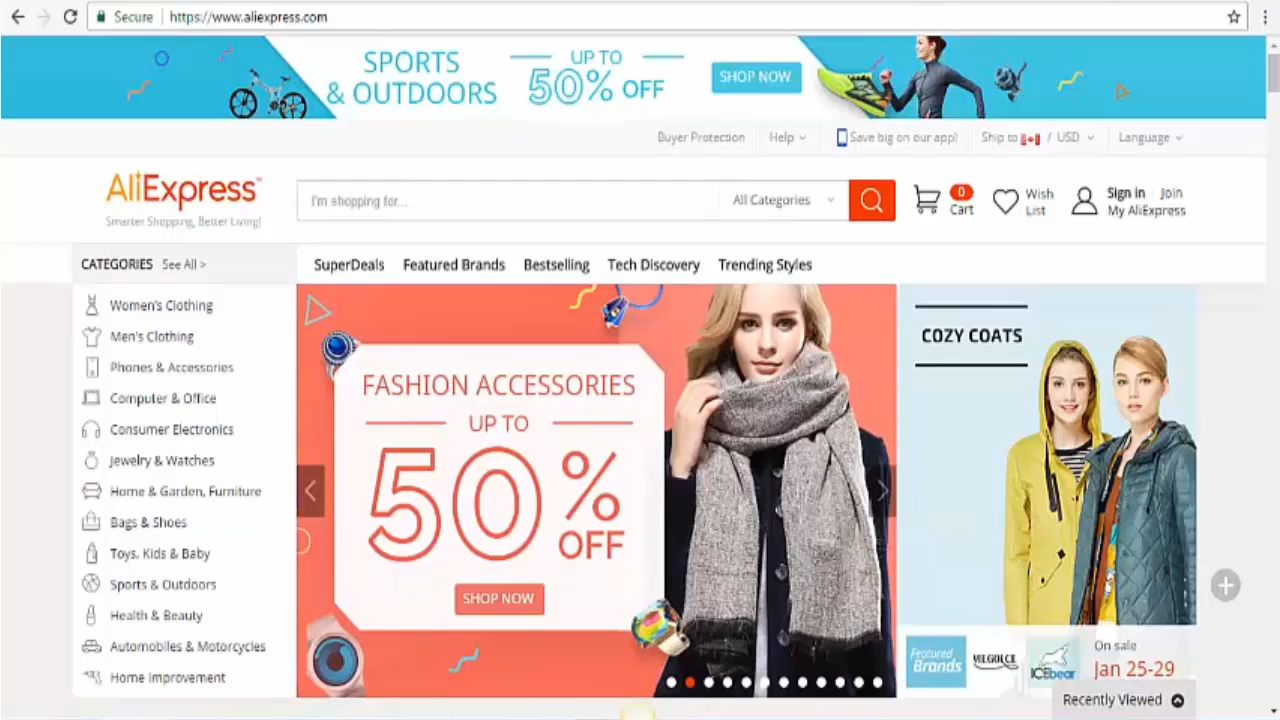 Secure https://www.aliexpress.com
SPORTS
& OUTDOORS
UP TO
50% OFF
SHOP NOW
Buyer Protection Help Save big on our app! Ship to / USD Language
AliExpress™
Smarter Shopping, Better Living!
I'm shopping for... All Categories
0
Cart
Wish
List
Sign in Join
My AliExpress
CATEGORIES See All >
SuperDeals Featured Brands Bestselling Tech Discovery Trending Styles
Women's Clothing
Men's Clothing
Phones & Accessories
Computer & Office
Consumer Electronics
Jewelry & Watches
Home & Garden, Furniture
Bags & Shoes
Toys, Kids & Baby
Sports & Outdoors
Health & Beauty
Automobiles & Motorcycles
Home Improvement
FASHION ACCESSORIES
UP TO
50%
OFF
SHOP NOW
COZY COATS
Featured
Brands
ICEbear
On sale
Jan 25-29
Recently Viewed